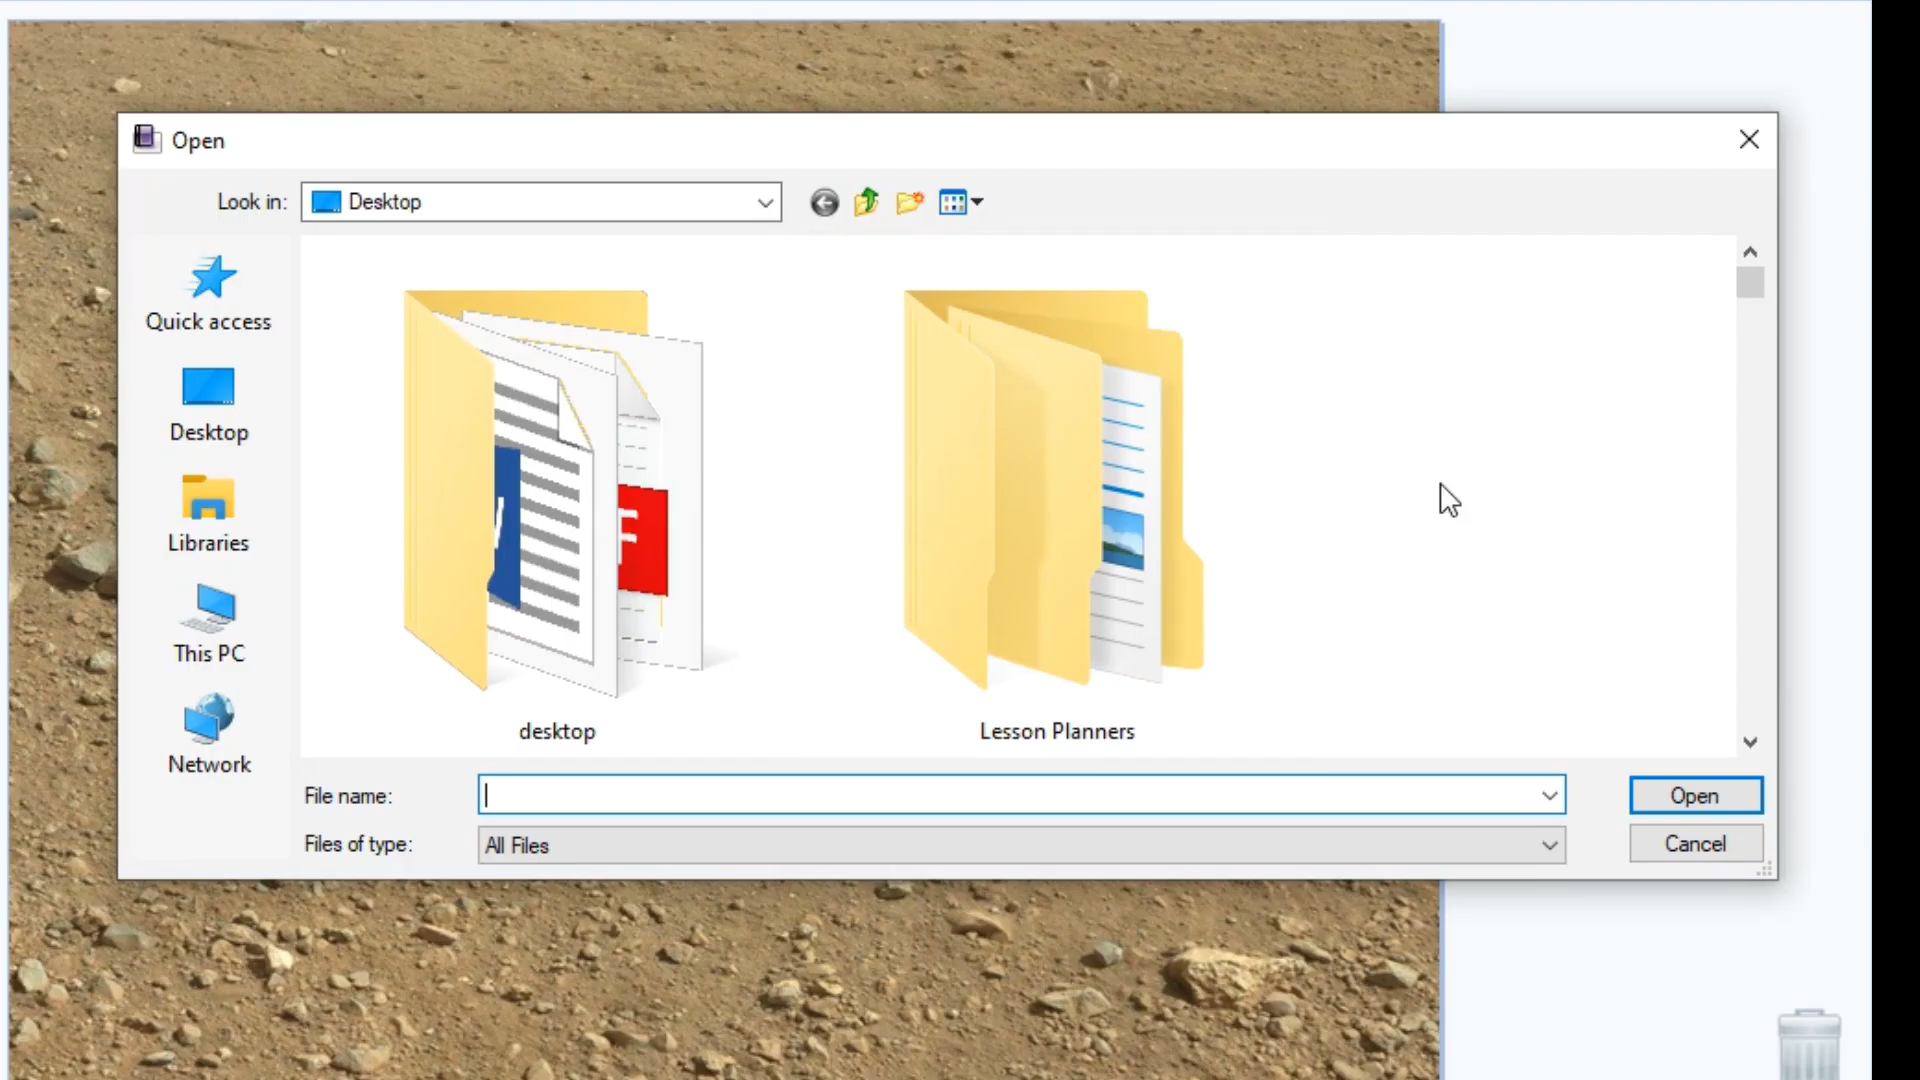 Open
Look in: Desktop
Quick access
Desktop
Libraries
This PC
Network
desktop
Lesson Planners
File name:
Open
Files of type: All Files
Cancel